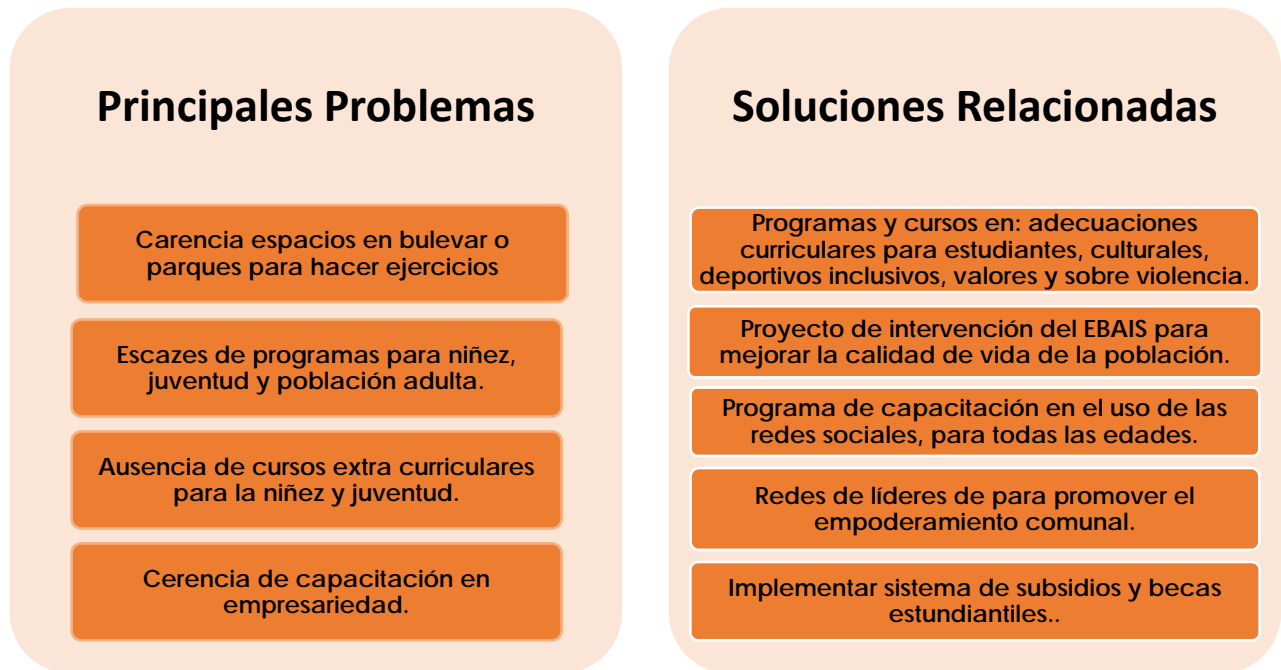 Principales Problemas
Carencia espacios en bulevar o
parques para hacer ejercicios
Escazes de programas para niñez,
juventud y población adulta.
Ausencia de cursos extra curriculares
para la niñez y juventud.
Cerencia de capacitación en
empresariedad.
Soluciones Relacionadas
Programas y cursos en: adecuaciones
curriculares para estudiantes, culturales,
deportivos inclusivos, valores y sobre violencia.
Proyecto de intervención del EBAIS para
mejorar la calidad de vida de la población.
Programa de capacitación en el uso de las
redes sociales, para todas las edades.
Redes de líderes de para promover el
empoderamiento comunal.
Implementar sistema de subsidios y becas
estundiantiles..